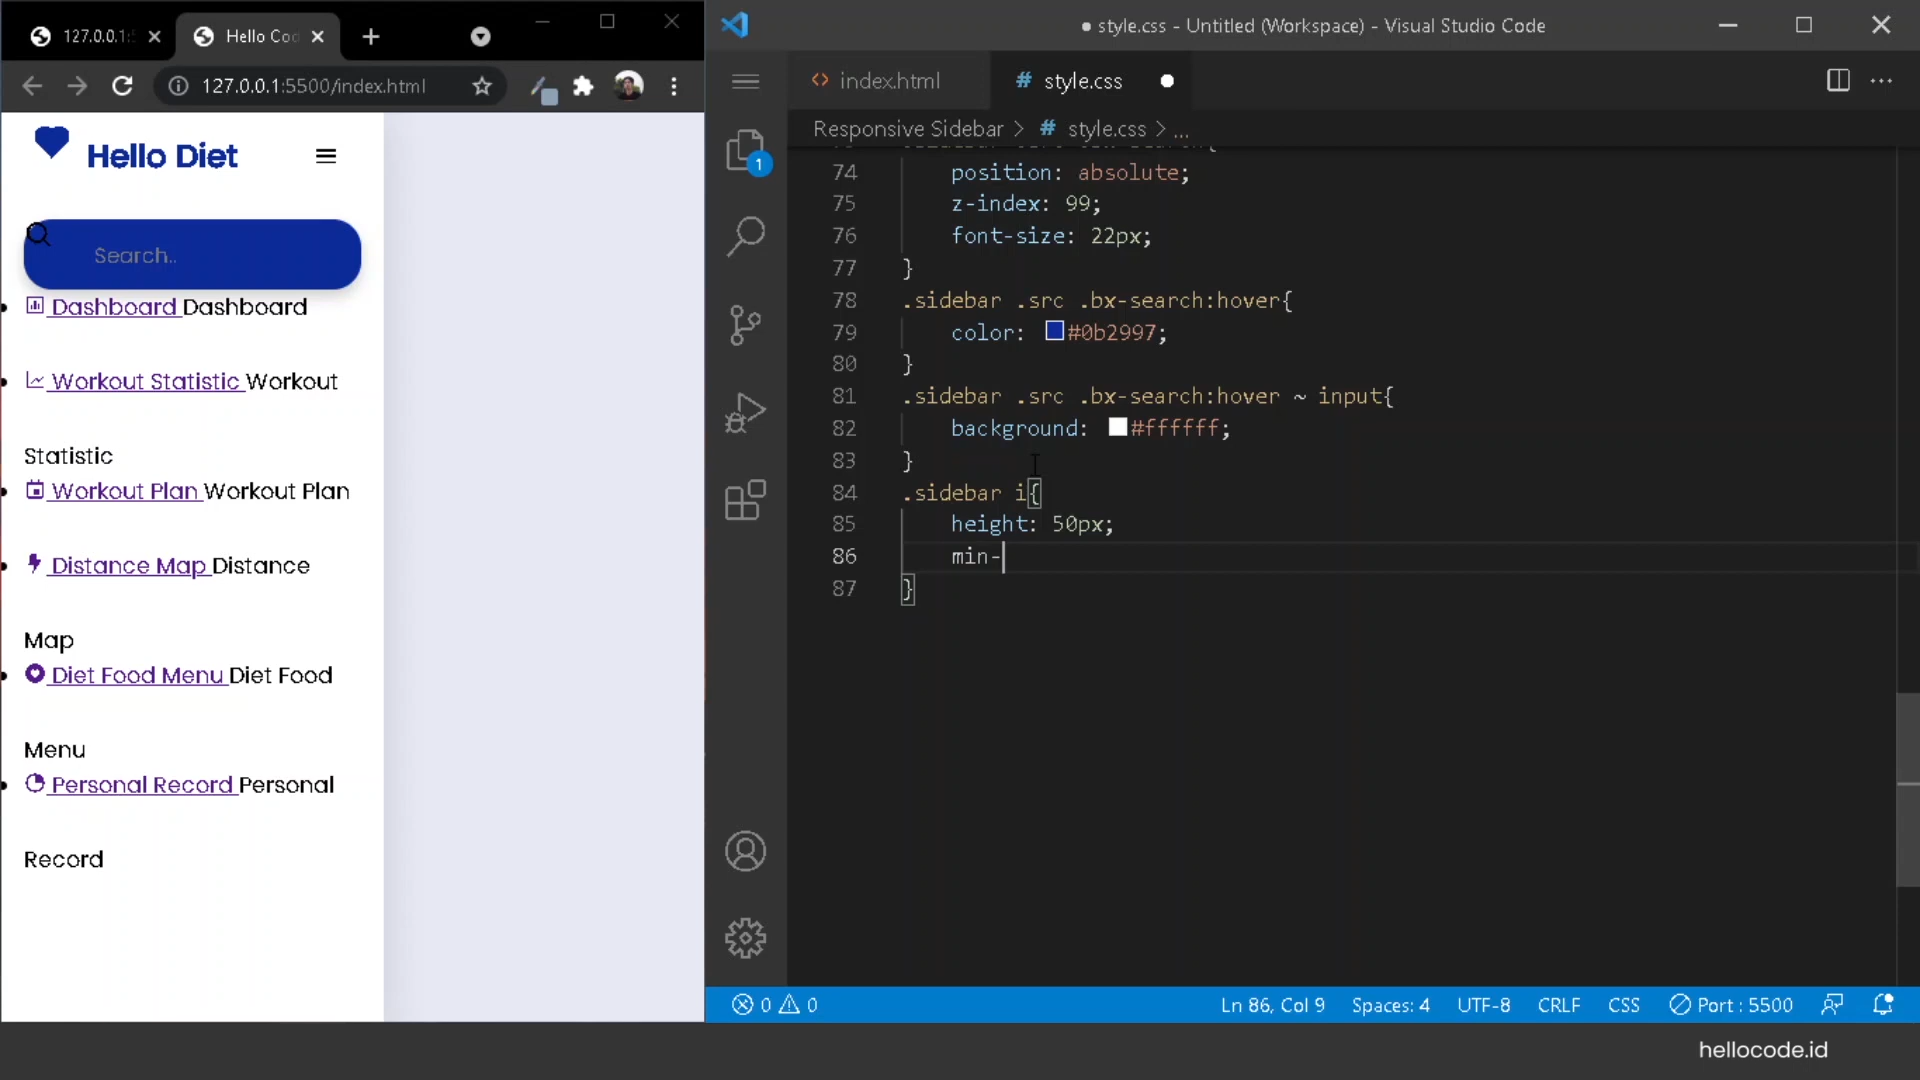 127.0.0.1:
Hello Coc
127.0.0.1:5500/index.html
Hello Diet
Search..
Dashboard Dashboard
Workout Statistic Workout
Statistic
Workout Plan Workout Plan
Distance Map Distance
Map
Diet Food Menu Diet Food
Menu
Personal Record Personal
Record
● style.css - Untitled (Workspace) - Visual Studio Code
index.html
# style.css
Responsive Sidebar > # style.css > ...
74 position: absolute;
75 z-index: 99;
76 font-size: 22px;
77 }
78 .sidebar .src .bx-search:hover{
79 color: #0b2997;
80 }
81 .sidebar .src .bx-search:hover ~ input{
82 background: #ffffff;
83 }
84 .sidebar i{
85 height: 50px;
86 min-
87 }
1
0 0
Ln 86, Col 9 Spaces: 4 UTF-8 CRLF CSS Port : 5500
hellocode.id